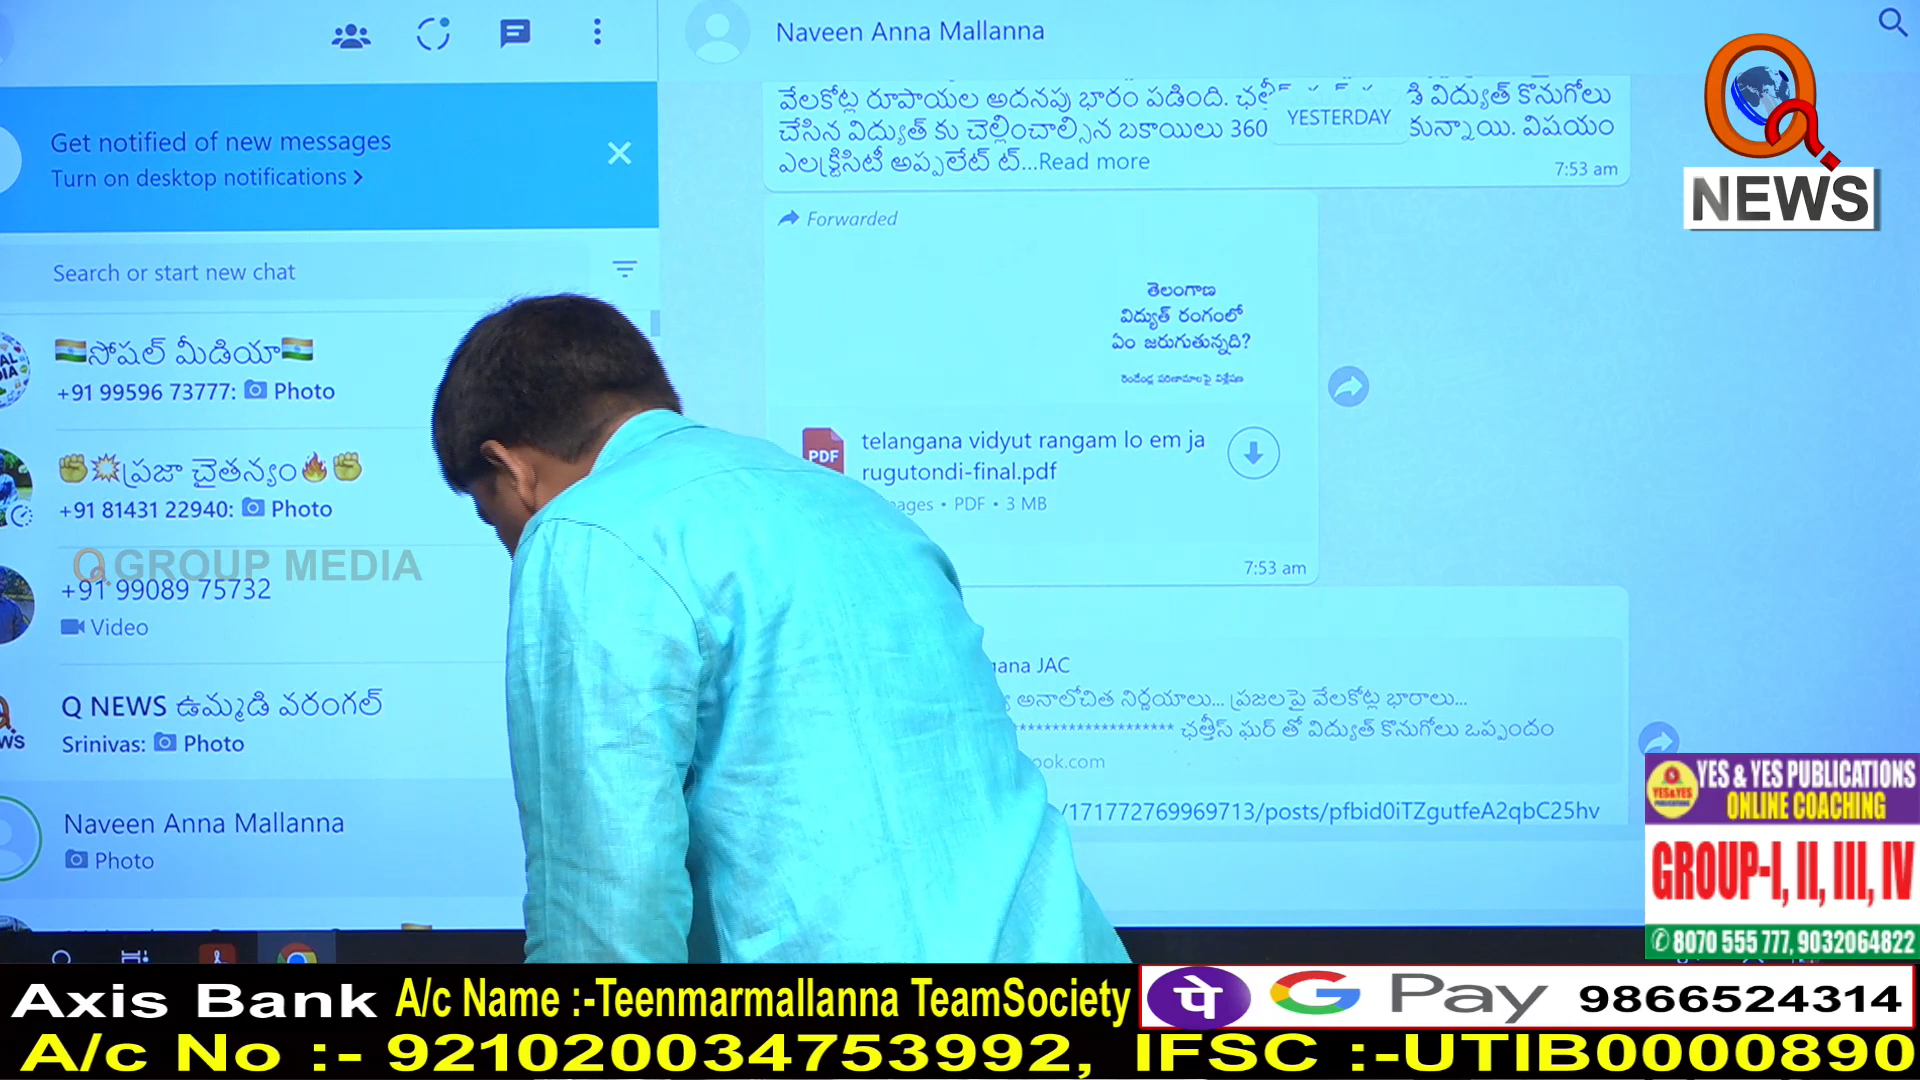 Naveen Anna Mallanna
వేలకోట్ల రూపాయల అదనపు భారం పడింది.
డి విద్యుత్ కొనుగోలు
చేసిన విద్యుత్ కు చెల్లించాల్సిన బకాయిలు 360
కున్నాయి. విషయం
YESTERDAY
ఎలక్ట్రిసిటీ అప్పలేట్ ట్...Read more
7:53 am
Q
NEWS
Get notified of new messages
Turn on desktop notifications >
Search or start new chat
సోషల్ మీడియా
+91 99596 73777: Photo
ప్రజా చైతన్యం
+91 81431 22940: Photo
Q GROUP MEDIA
+91 99089 75732
Video
Q NEWS ఉమ్మడి వరంగల్
Srinivas: Photo
Naveen Anna Mallanna
Photo
Forwarded
తెలంగాణ
విద్యుత్ రంగంలో
ఏం జరుగుతున్నది?
రెండేండ్ల పరిణామాలపై విశ్లేషణ
PDF
telangana vidyut rangam lo em ja
rugutondi-final.pdf
• PDF • 3 MB
7:53 am
JAC
అనాలోచిత నిర్ణయాలు... ప్రజలపై వేలకోట్ల భారాలు...
******************** ఛత్తీస్ ఘర్ తో విద్యుత్ కొనుగోలు ఒప్పందం
ook.com
/171772769969713/posts/pfbid0iTZgutfeA2qbC25hv
YES & YES PUBLICATIONS
ONLINE COACHING
GROUP-I, II, III, IV
8070 555 777, 9032064822
Axis Bank A/c Name :-Teenmarmallanna TeamSociety
पे G Pay 9866524314
A/c No :- 921020034753992, IFSC :-UTIB0000890